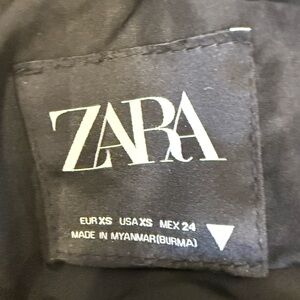 ZARA
EUR XS USA XS MEX 24
MADE IN MYANMAR(BURMA)